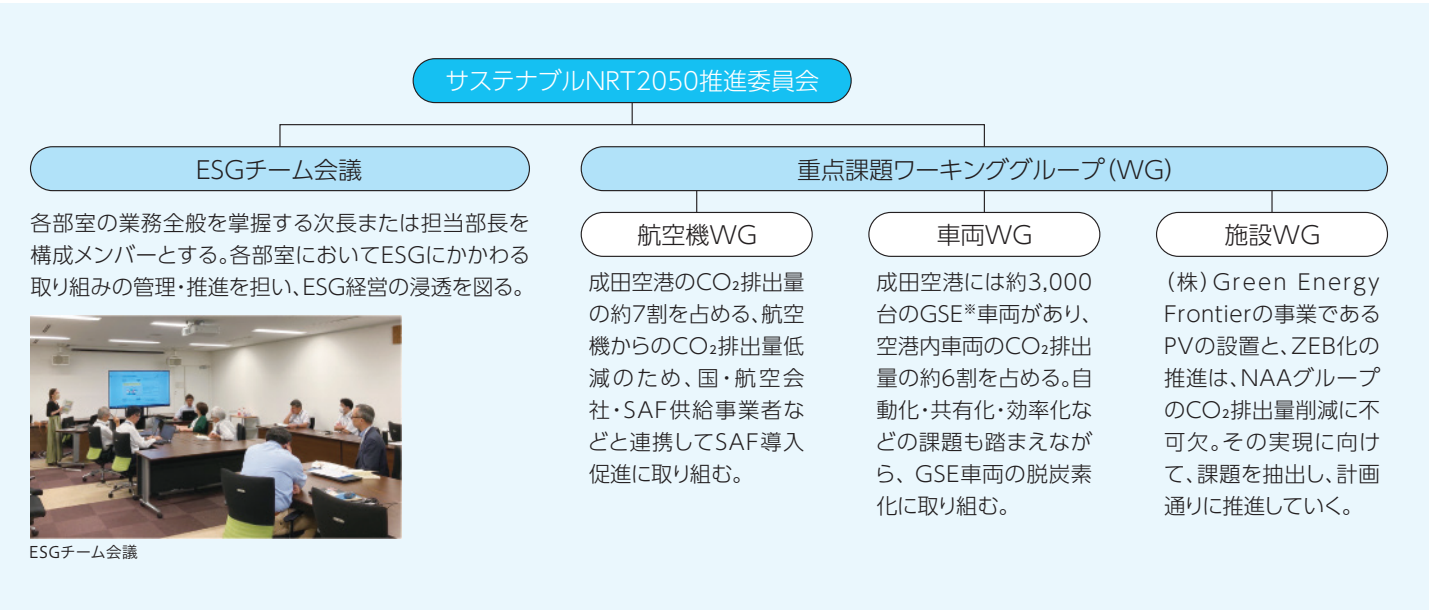 サステナブルNRT2050推進委員会
ESGチーム会議
各部室の業務全般を掌握する次長または担当部長を
構成メンバーとする。各部室においてESGにかかわる
取り組みの管理・推進を担い、ESG経営の浸透を図る。
ESGチーム会議
重点課題ワーキンググループ(WG)
航空機WG
成田空港のCO₂排出量
の約7割を占める、航空
機からのCO₂排出量低
減のため、国・航空会
社・SAF供給事業者な
どと連携してSAF導入
促進に取り組む。
車両WG
成田空港には約3,000
台のGSE※車両があり、
空港内車両のCO₂排出
量の約6割を占める。自
動化・共有化・効率化な
どの課題も踏まえなが
ら、GSE車両の脱炭素
化に取り組む。
施設WG
(株)Green Energy
Frontierの事業である
PVの設置と、ZEB化の
推進は、NAAグループ
のCO₂排出量削減に不
可欠。その実現に向け
て、課題を抽出し、計画
通りに推進していく。